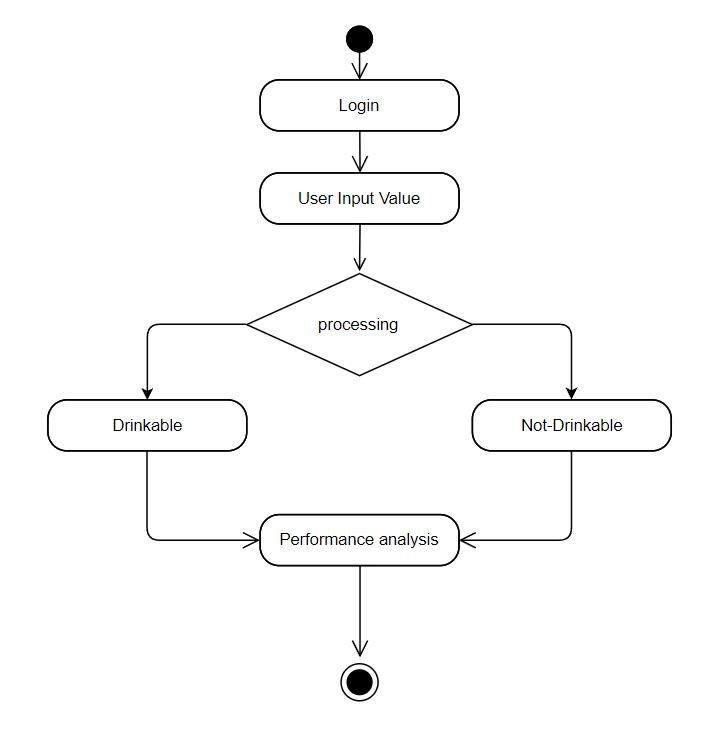 Login
User Input Value
processing
Drinkable
Not-Drinkable
Performance analysis